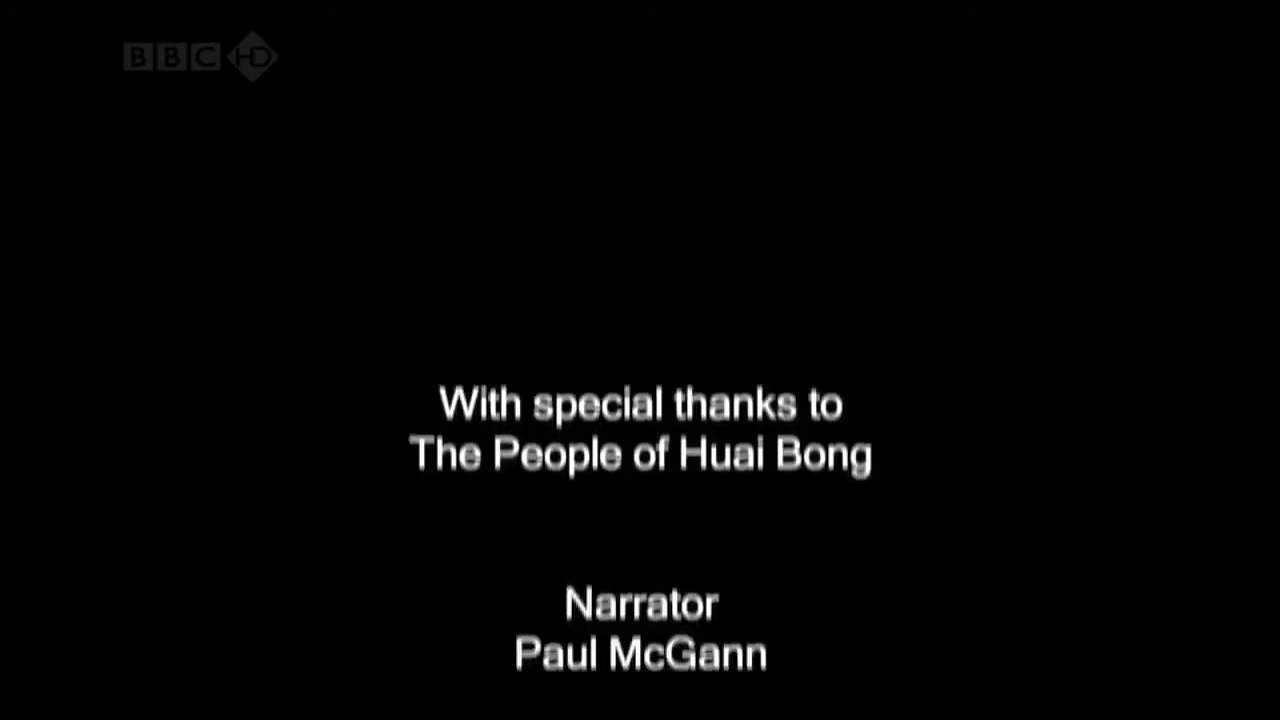 BBC HD
With special thanks to
The People of Huai Bong
Narrator
Paul McGann